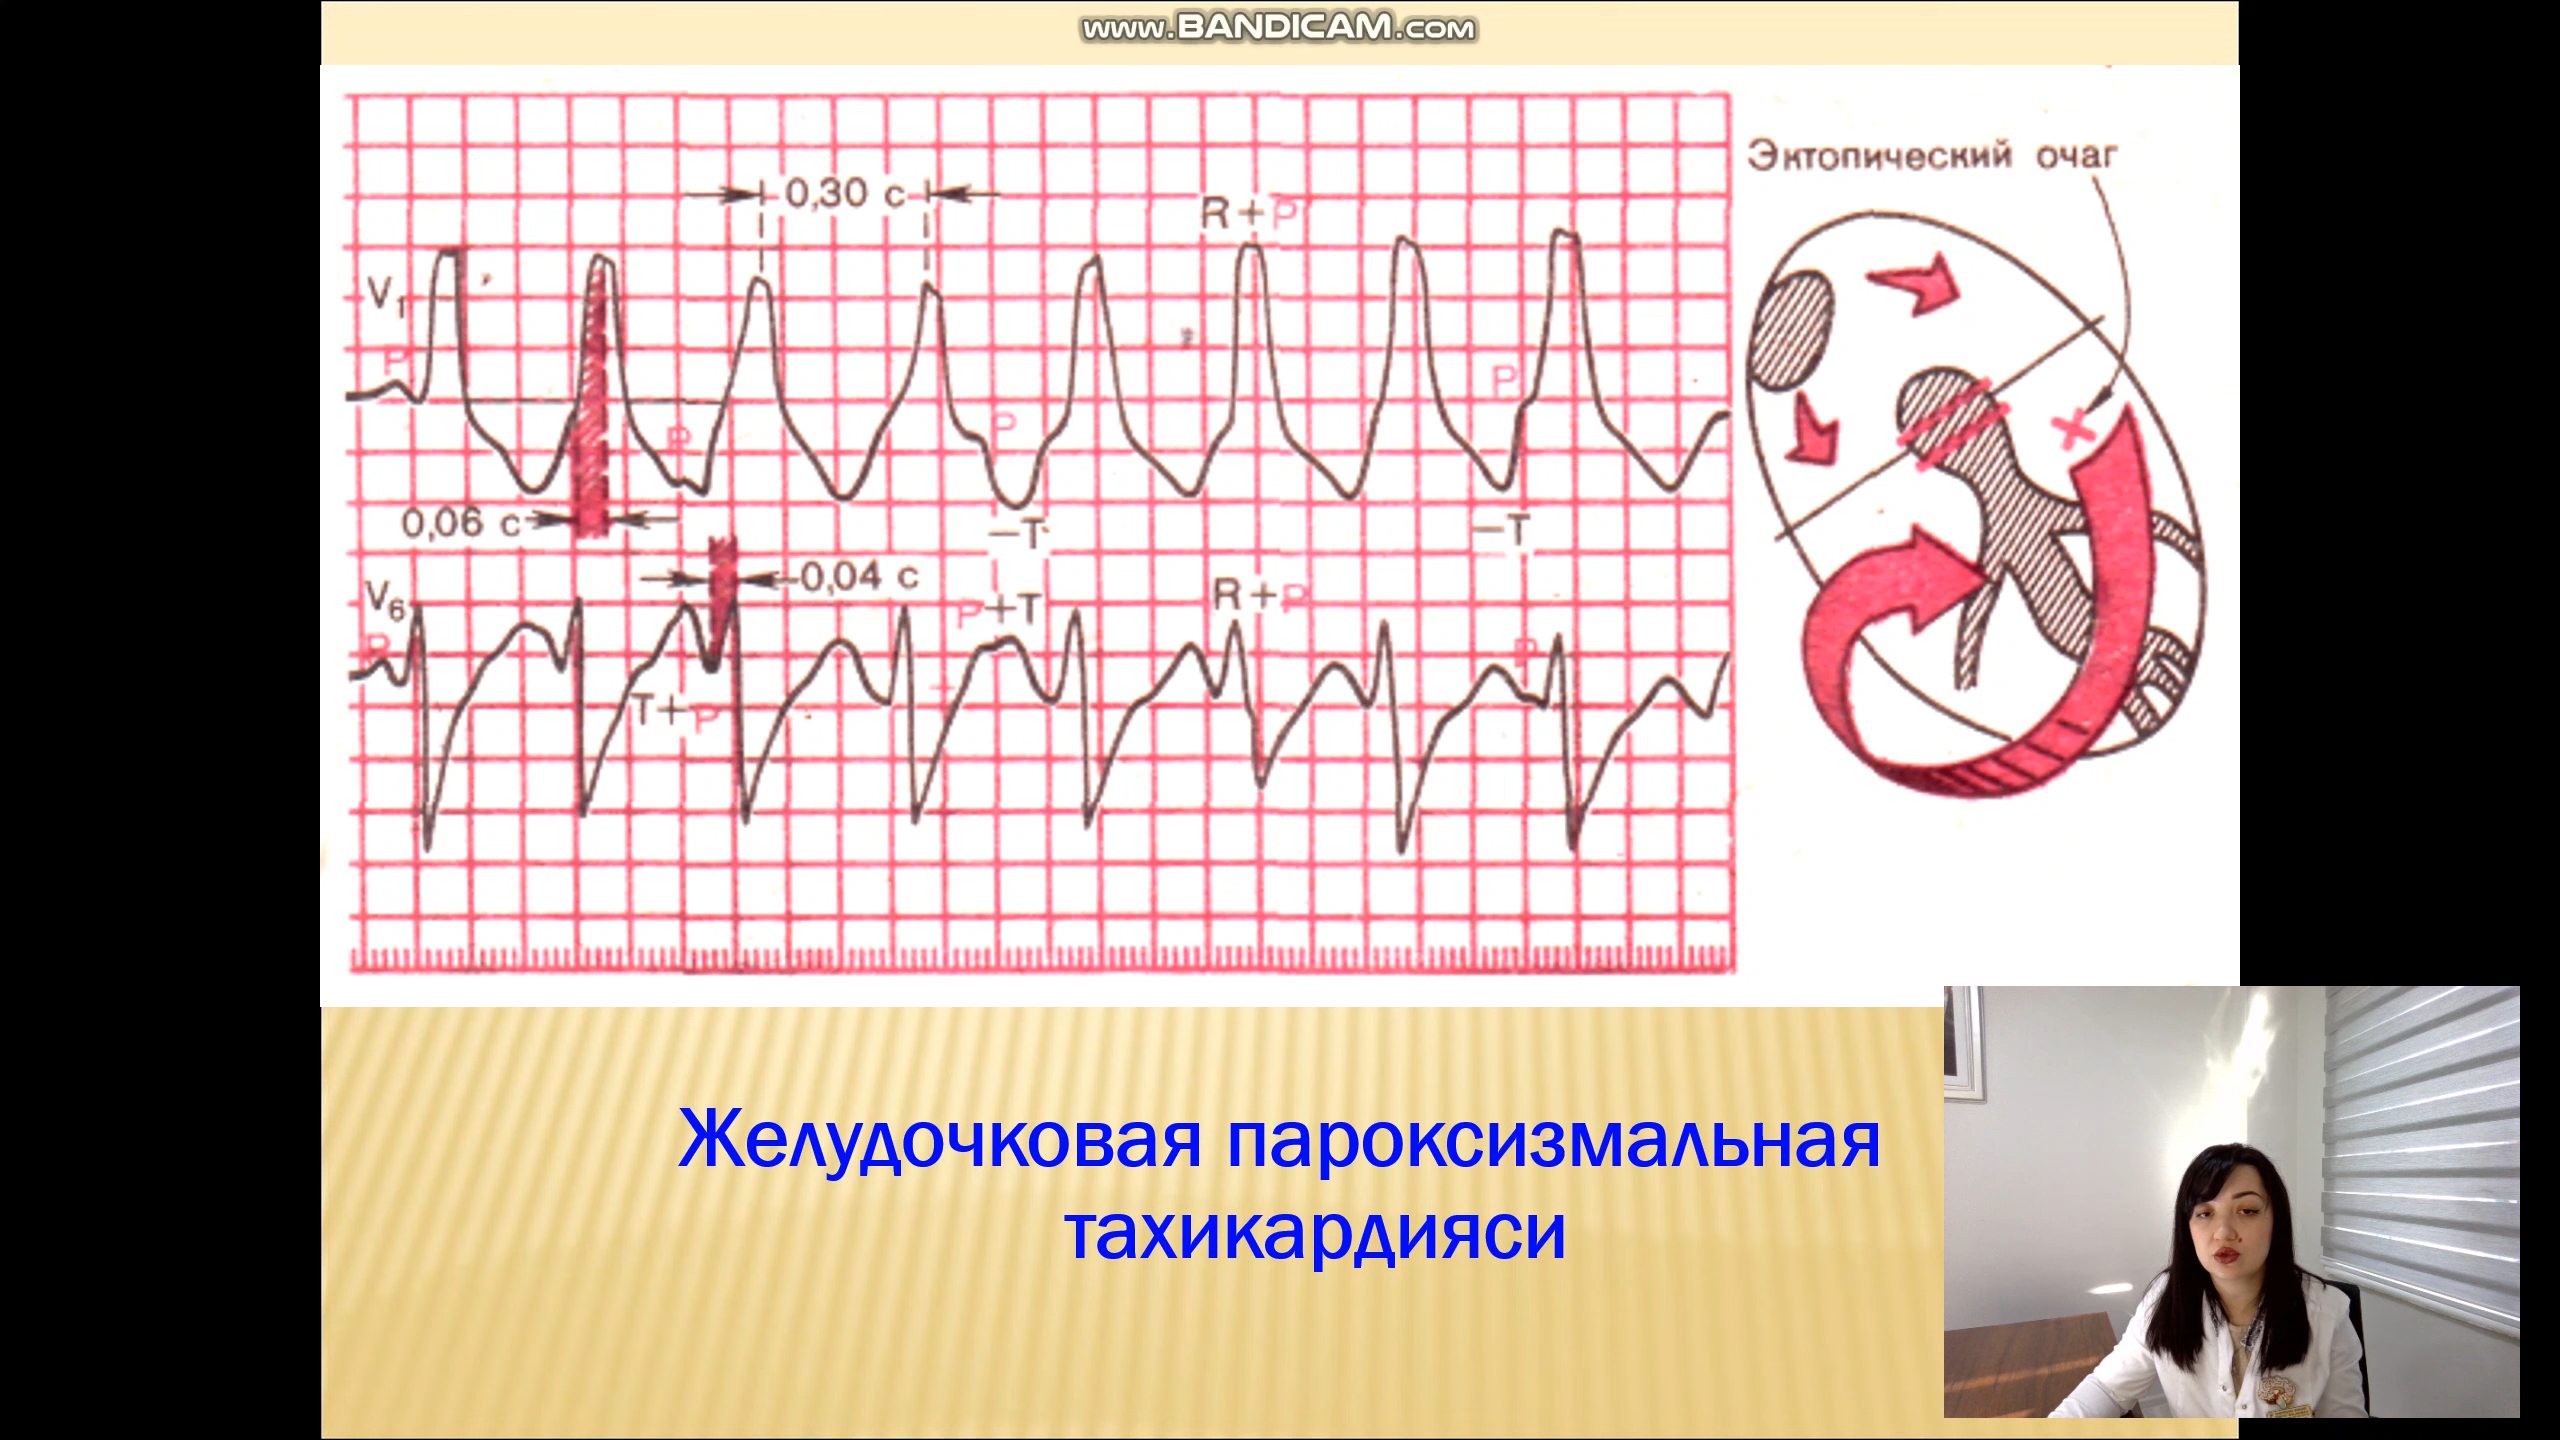 www.BANDICAM.com
Эктопический очаг
0,30 с
R+P
V1
P
P
P
P
0,06 с
−T
−T
0,04 с
V6
P
P+T
R+P
P
T+P
Желудочковая пароксизмальная
тахикардияси